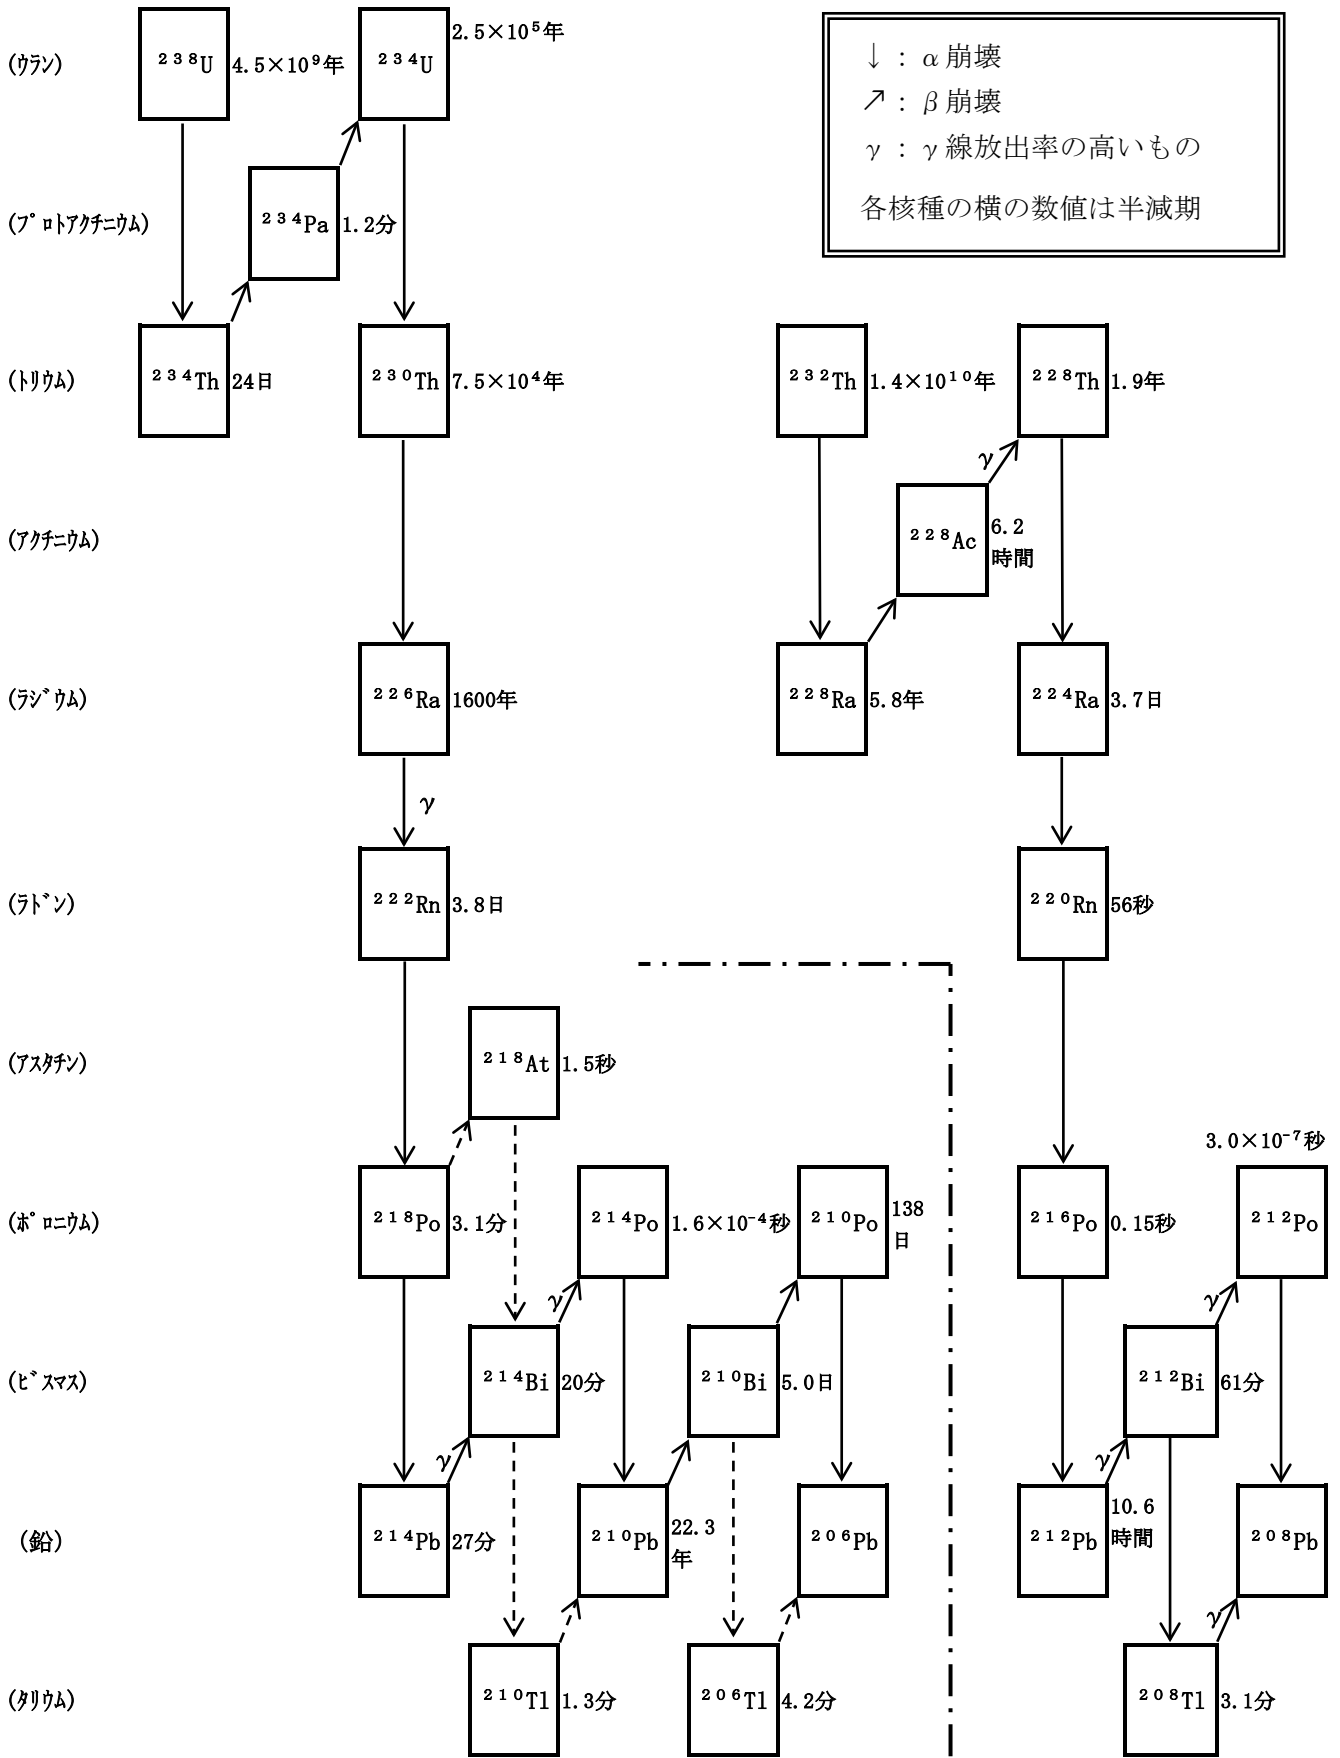 (ウラン)
²³⁸U 4.5×10⁹年
²³⁴U 2.5×10⁵年
↓ : α崩壊
↗ : β崩壊
γ : γ線放出率の高いもの
各核種の横の数値は半減期
(プロトアクチニウム)
²³⁴Pa 1.2分
(トリウム)
²³⁴Th 24日
²³⁰Th 7.5×10⁴年
²³²Th 1.4×10¹⁰年
²²⁸Th 1.9年
γ
(アクチニウム)
²²⁸Ac 6.2
時間
(ラジウム)
²²⁶Ra 1600年
²²⁸Ra 5.8年
²²⁴Ra 3.7日
γ
(ラドン)
²²²Rn 3.8日
²²⁰Rn 56秒
(アスタチン)
²¹⁸At 1.5秒
(ポロニウム)
²¹⁸Po 3.1分
²¹⁴Po 1.6×10⁻⁴秒
²¹⁰Po 138
日
²¹⁶Po 0.15秒
3.0×10⁻⁷秒
²¹²Po
γ
γ
(ビスマス)
²¹⁴Bi 20分
²¹⁰Bi 5.0日
²¹²Bi 61分
γ
γ
(鉛)
²¹⁴Pb 27分
²¹⁰Pb 22.3
年
²⁰⁶Pb
²¹²Pb 10.6
時間
²⁰⁸Pb
γ
(タリウム)
²¹⁰Tl 1.3分
²⁰⁶Tl 4.2分
²⁰⁸Tl 3.1分